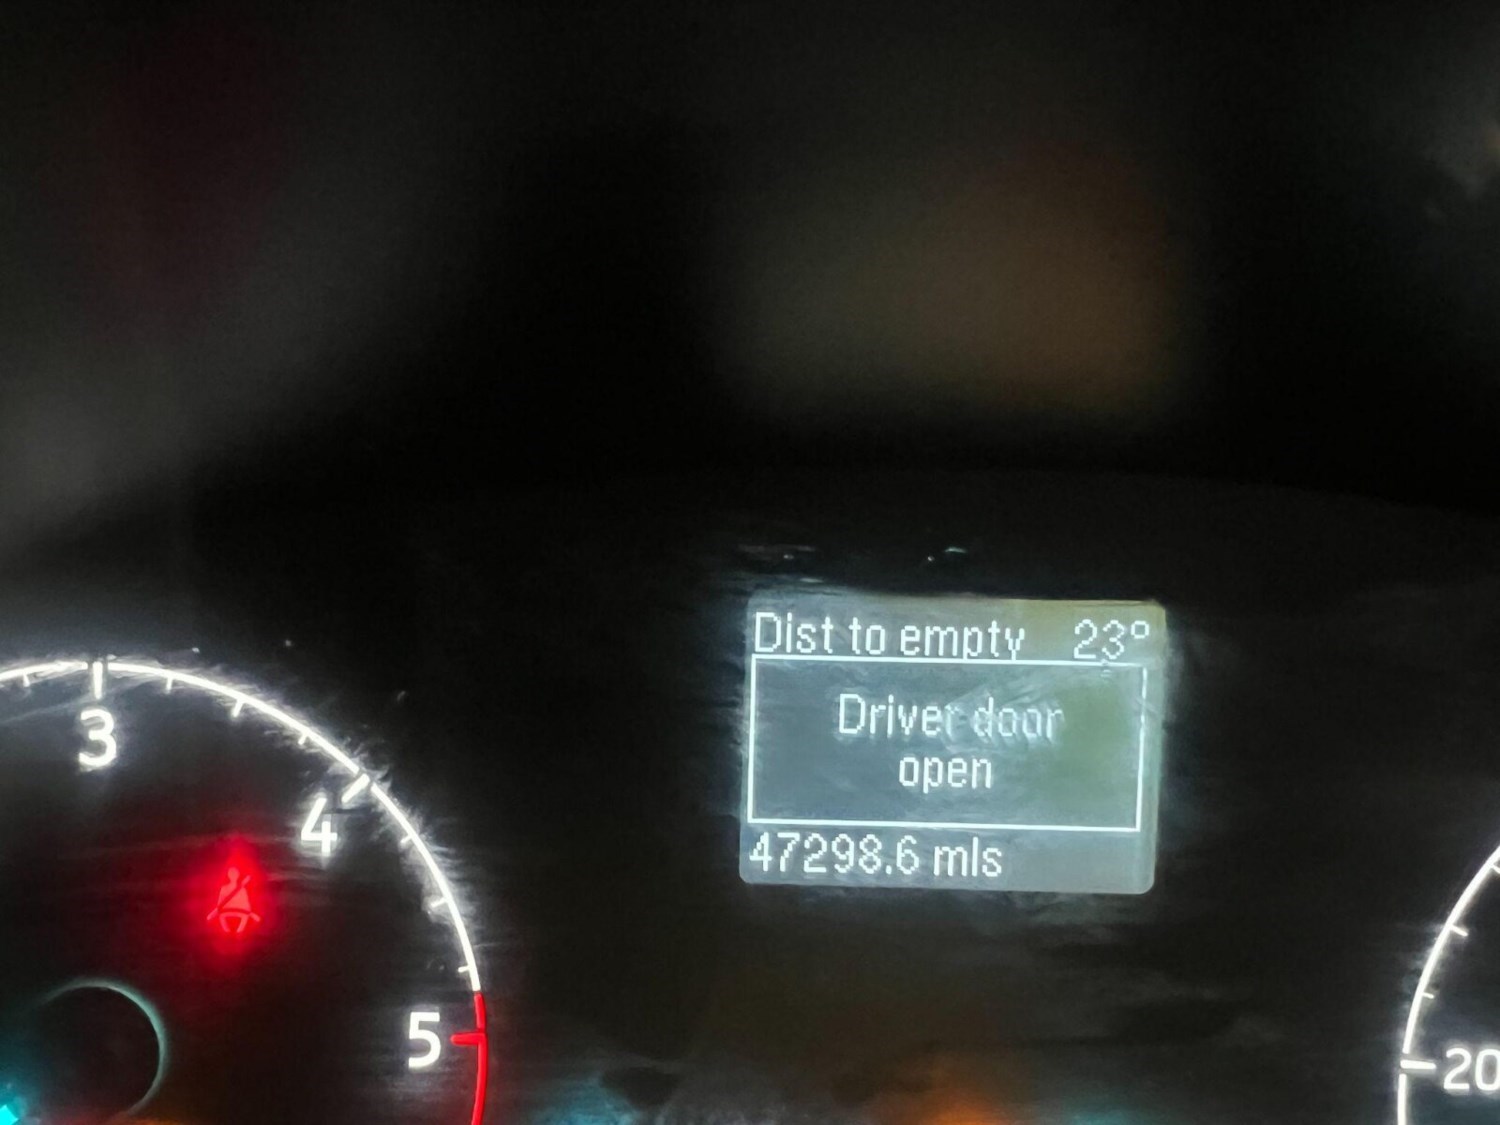 Dist to empty 23°
Driver door
open
47298.6 mls
3
4
5
20